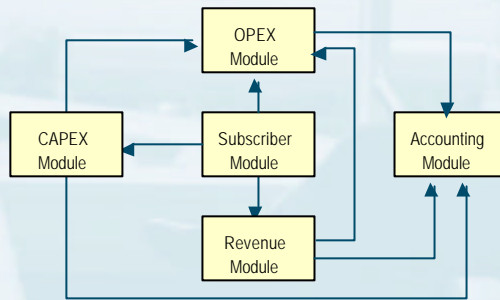 OPEX
Module
CAPEX
Module
Subscriber
Module
Accounting
Module
Revenue
Module